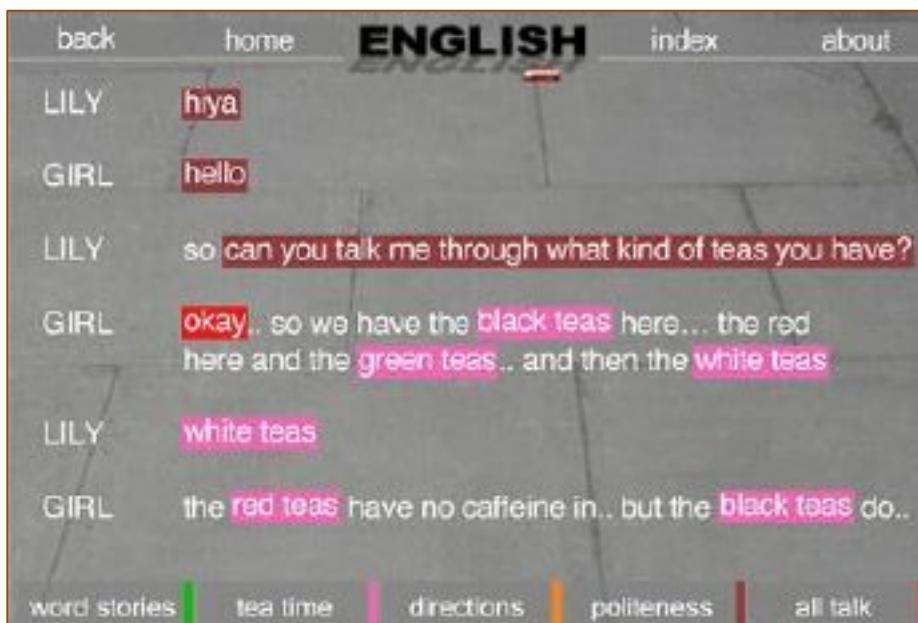 back home ENGLISH index about
LILY hiya
GIRL hello
LILY so can you talk me through what kind of teas you have?
GIRL okay.. so we have the black teas here... the red
here and the green teas.. and then the white teas
LILY white teas
GIRL the red teas have no caffeine in.. but the black teas do..
word stories tea time directions politeness all talk